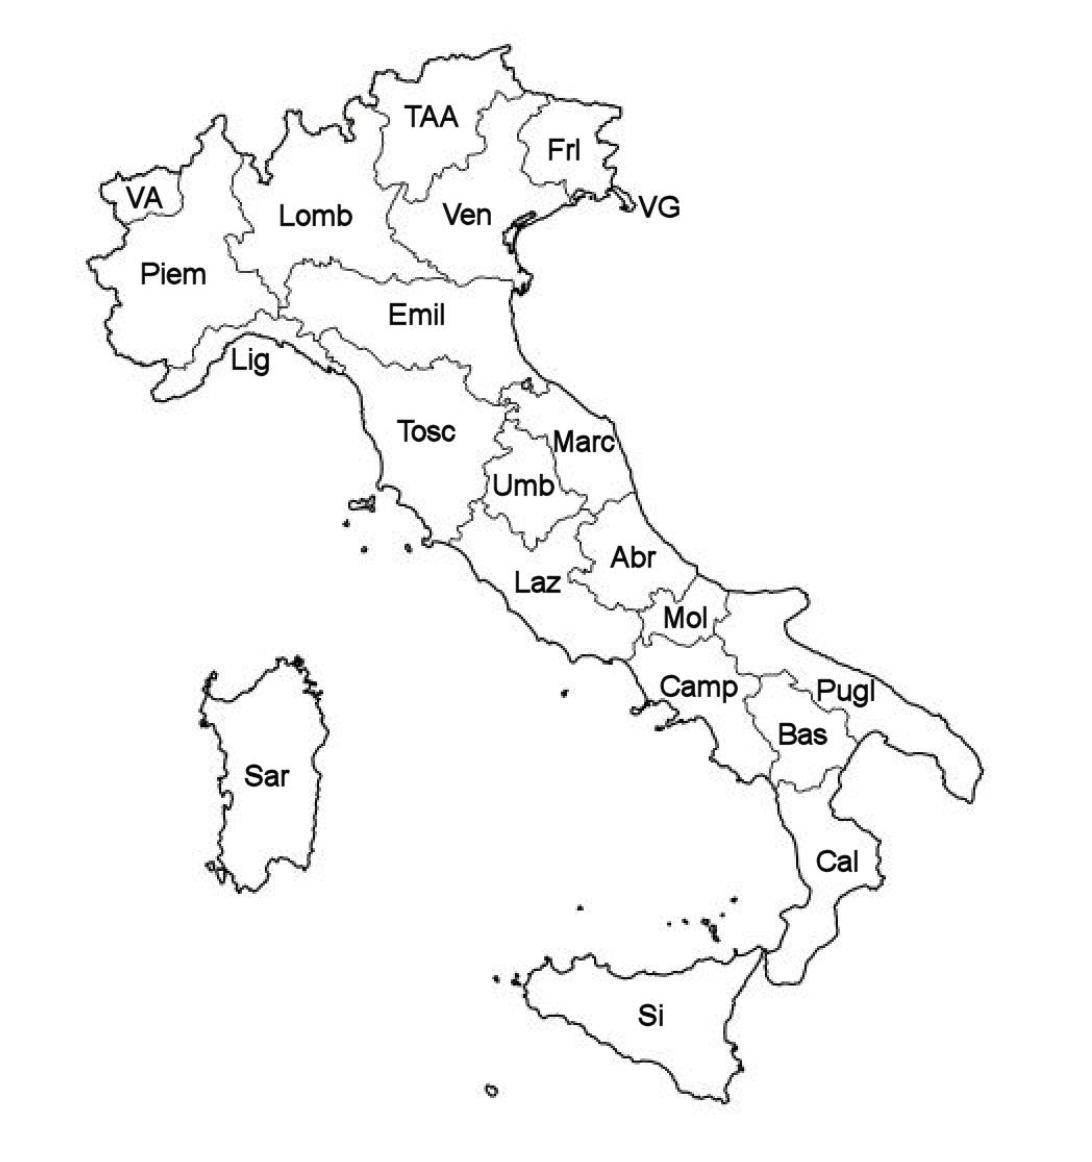 TAA
Frl
VA
VG
Lomb
Ven
Piem
Emil
Lig
Tosc
Marc
Umb
Abr
Laz
Mol
Camp
Pugl
Bas
Sar
Cal
Si